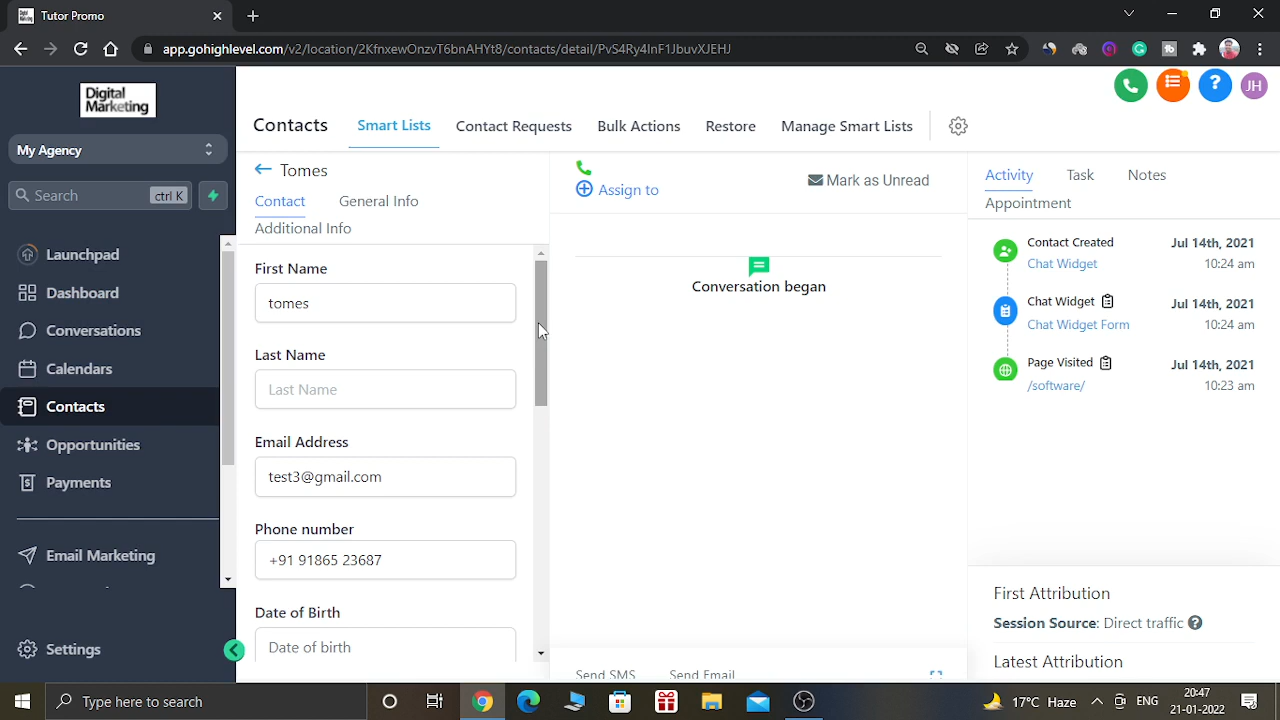 Tutor Promo
app.gohighlevel.com/v2/location/2KfnxewOnzvT6bnAHYt8/contacts/detail/PvS4Ry4InF1JbuvXJEHJ
Digital
Marketing
My Agency
Search
ctrl K
Launchpad
Dashboard
Conversations
Calendars
Contacts
Opportunities
Payments
Email Marketing
Settings
JH
Contacts
Smart Lists
Contact Requests
Bulk Actions
Restore
Manage Smart Lists
Tomes
Contact
General Info
Additional Info
First Name
tomes
Last Name
Last Name
Email Address
test3@gmail.com
Phone number
+91 91865 23687
Date of Birth
Date of birth
Assign to
Mark as Unread
Conversation began
Send SMS
Send Email
Activity
Task
Notes
Appointment
Contact Created Jul 14th, 2021
Chat Widget 10:24 am
Chat Widget Jul 14th, 2021
Chat Widget Form 10:24 am
Page Visited Jul 14th, 2021
/software/ 10:23 am
First Attribution
Session Source: Direct traffic
Latest Attribution
Type here to search
17°C Haze
ENG
20:47
21-01-2022